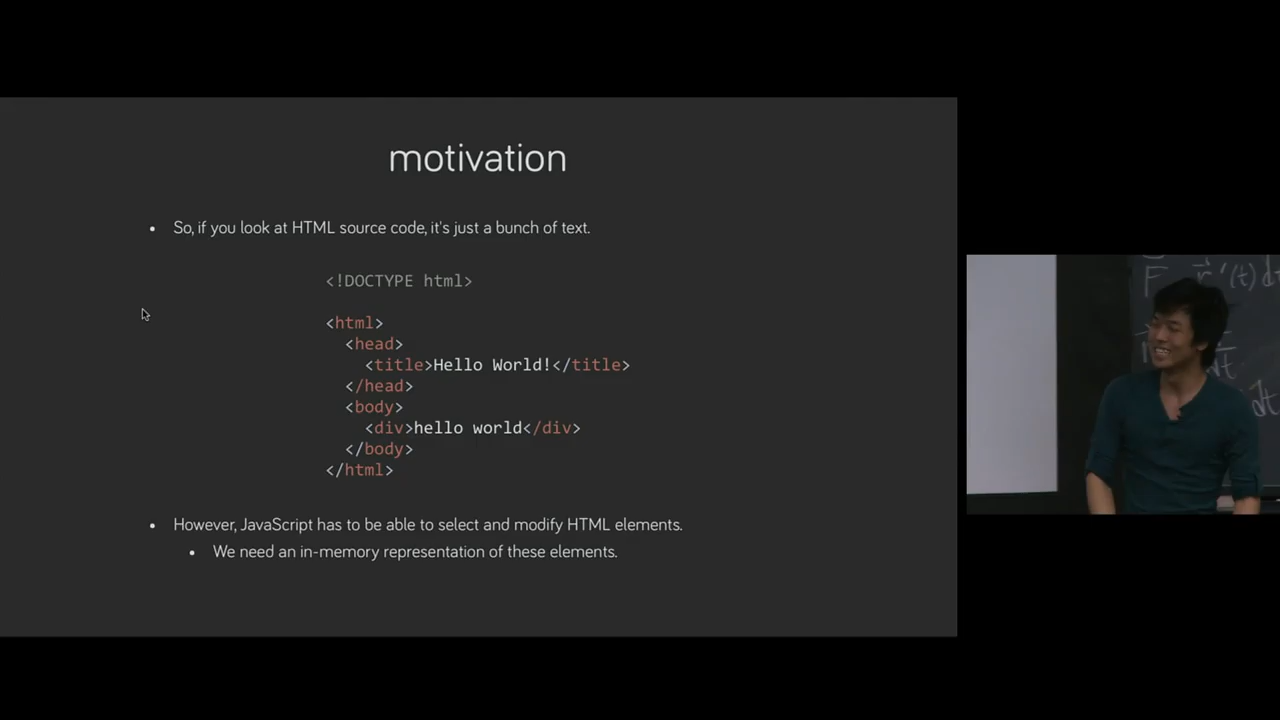 motivation
• So, if you look at HTML source code, it's just a bunch of text.
<!DOCTYPE html>
<html>
<head>
<title>Hello World!</title>
</head>
<body>
<div>hello world</div>
</body>
</html>
• However, JavaScript has to be able to select and modify HTML elements.
• We need an in-memory representation of these elements.
F r'(t) d
dt
dt